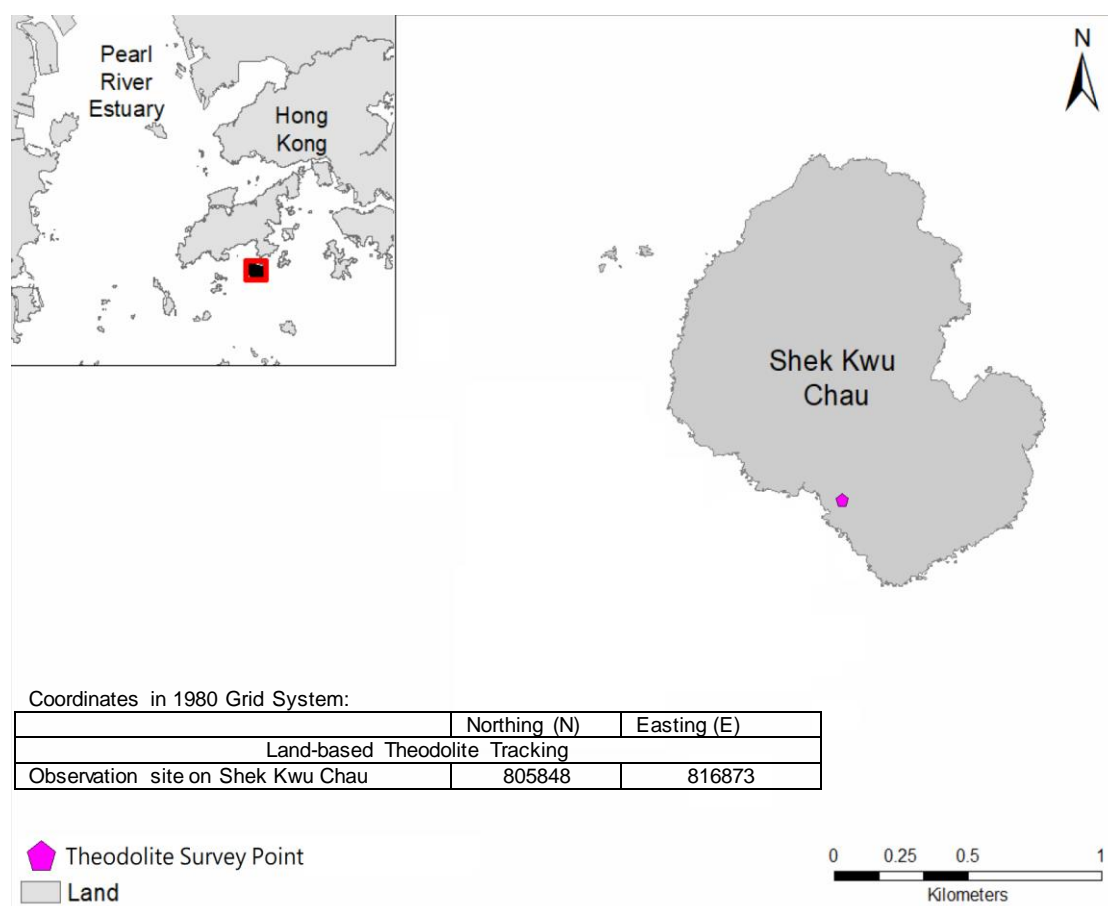 Pearl
River
Estuary
Hong
Kong
N
Shek Kwu
Chau
Coordinates in 1980 Grid System:
Northing (N) Easting (E)
Land-based Theodolite Tracking
Observation site on Shek Kwu Chau 805848 816873
Theodolite Survey Point
Land
0 0.25 0.5 1
Kilometers